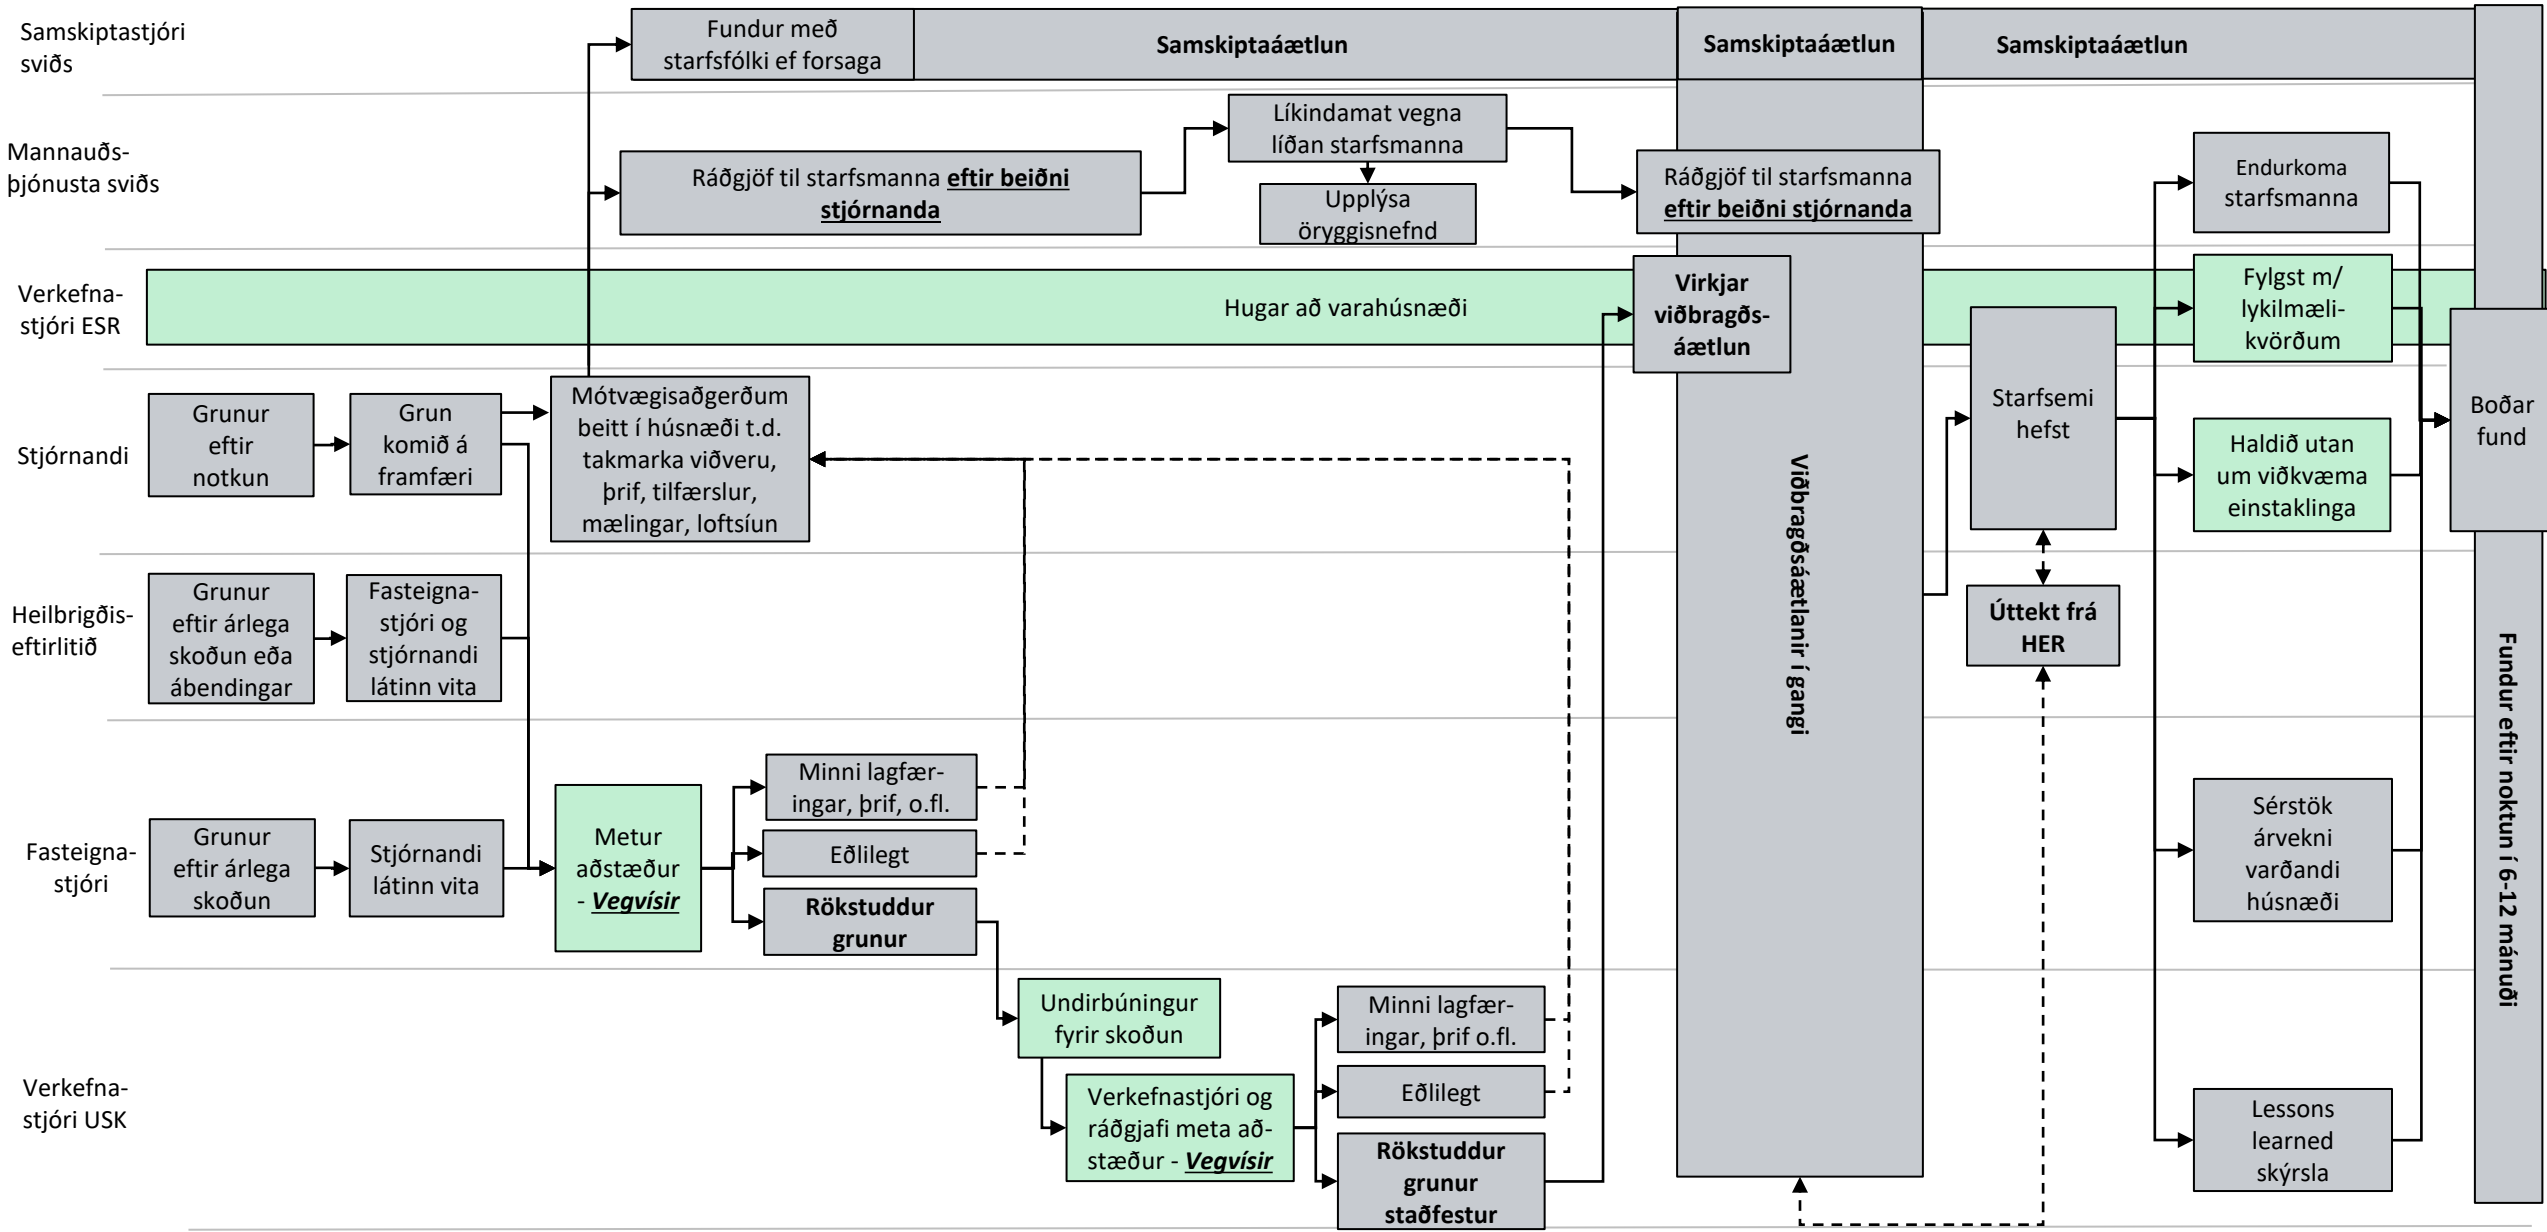 Samskiptastjóri
sviðs
Fundur með
starfsfólki ef forsaga
Samskiptaáætlun
Samskiptaáætlun
Samskiptaáætlun
Mannauðs-
þjónusta sviðs
Ráðgjöf til starfsmanna eftir beiðni
stjórnanda
Líkindamat vegna
líðan starfsmanna
Upplýsa
öryggisnefnd
Ráðgjöf til starfsmanna
eftir beiðni stjórnanda
Endurkoma
starfsmanna
Verkefna-
stjóri ESR
Hugar að varahúsnæði
Virkjar
viðbragðs-
áætlun
Fylgst m/
lykilmæli-
kvörðum
Stjórnandi
Grunur
eftir
notkun
Grun
komið á
framfæri
Mótvægisaðgerðum
beitt í húsnæði t.d.
takmarka viðveru,
þrif, tilfærslur,
mælingar, loftsíun
Viðbragðsáætlanir í gangi
Starfsemi
hefst
Haldið utan
um viðkvæma
einstaklinga
Boðar
fund
Heilbrigðis-
eftirlitið
Grunur
eftir árlega
skoðun eða
ábendingar
Fasteigna-
stjóri og
stjórnandi
látinn vita
Úttekt frá
HER
Fundur eftir noktun í 6-12 mánuði
Fasteigna-
stjóri
Grunur
eftir árlega
skoðun
Stjórnandi
látinn vita
Metur
aðstæður
- Vegvísir
Minni lagfær-
ingar, þrif, o.fl.
Eðlilegt
Rökstuddur
grunur
Sérstök
árvekni
varðandi
húsnæði
Verkefna-
stjóri USK
Undirbúningur
fyrir skoðun
Verkefnastjóri og
ráðgjafi meta að-
stæður - Vegvísir
Minni lagfær-
ingar, þrif o.fl.
Eðlilegt
Rökstuddur
grunur
staðfestur
Lessons
learned
skýrsla